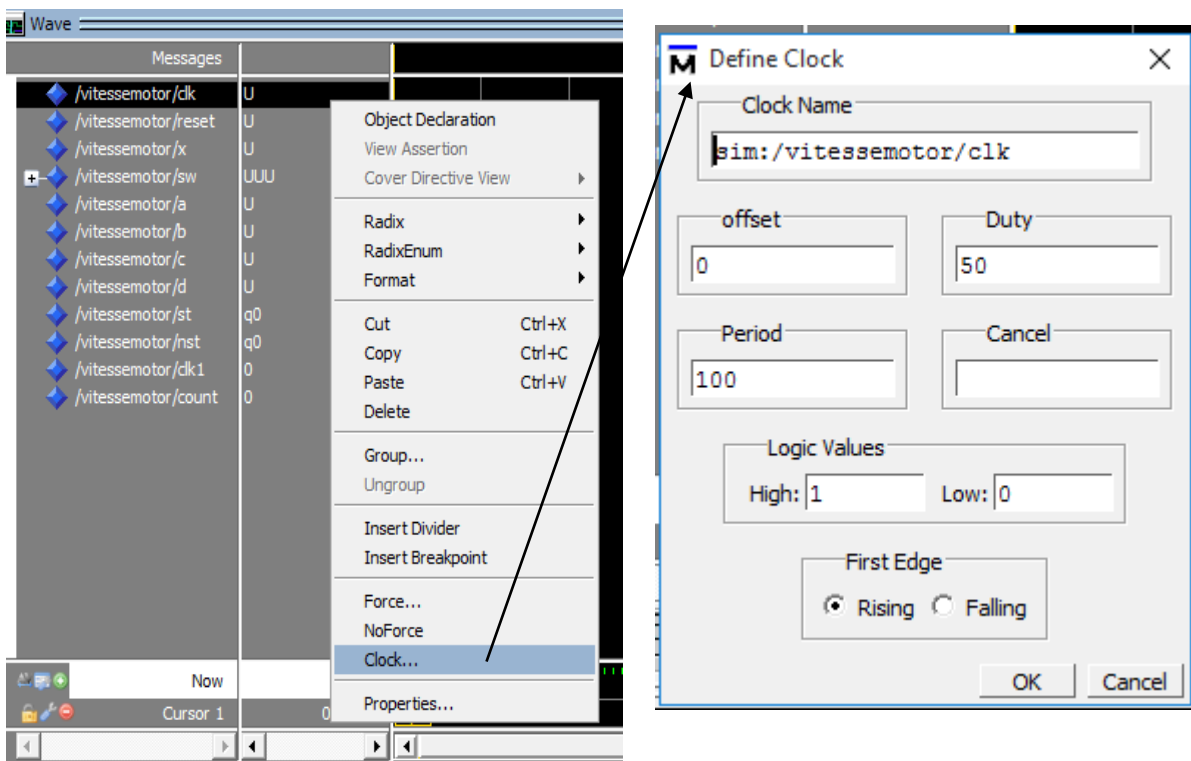 Wave
Messages
/vitessemotor/clk U
/vitessemotor/reset U
/vitessemotor/x U
/vitessemotor/sw UUU
/vitessemotor/a U
/vitessemotor/b U
/vitessemotor/c U
/vitessemotor/d U
/vitessemotor/st q0
/vitessemotor/nst q0
/vitessemotor/clk1 0
/vitessemotor/count 0
Now
Cursor 1 0
Object Declaration
View Assertion
Cover Directive View
Radix
RadixEnum
Format
Cut Ctrl+X
Copy Ctrl+C
Paste Ctrl+V
Delete
Group...
Ungroup
Insert Divider
Insert Breakpoint
Force...
NoForce
Clock...
Properties...
M Define Clock
Clock Name
sim:/vitessemotor/clk
offset Duty
0 50
Period Cancel
100
Logic Values
High: 1 Low: 0
First Edge
Rising Falling
OK Cancel